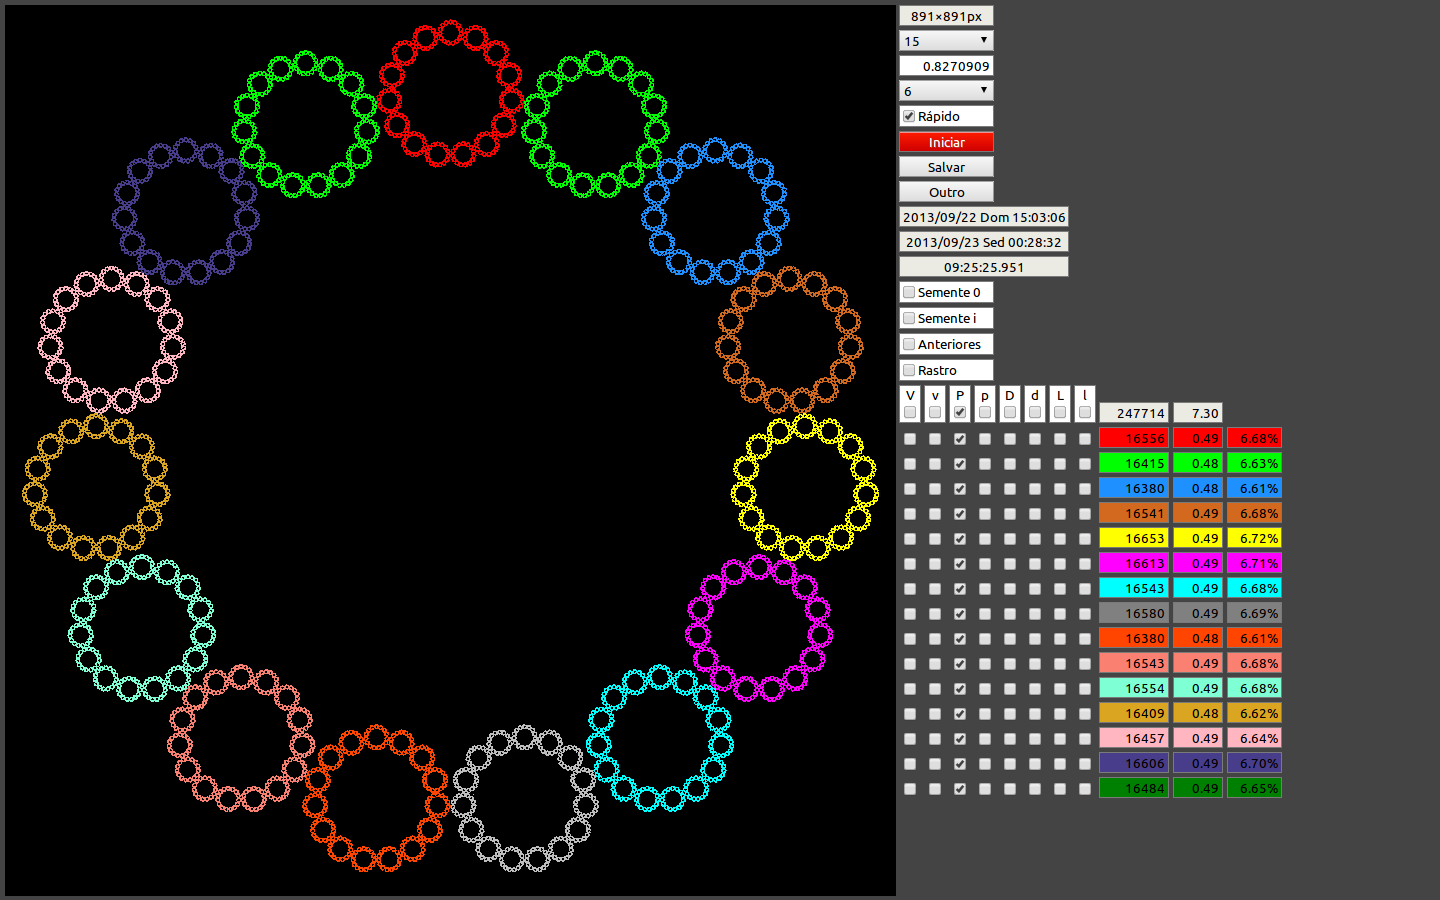 891×891px
15
0.8270909
6
Rápido
Iniciar
Salvar
Outro
2013/09/22 Dom 15:03:06
2013/09/23 Sed 00:28:32
09:25:25.951
Semente 0
Semente i
Anteriores
Rastro
V v P p D d L l
247714 7.30
16556 0.49 6.68%
16415 0.48 6.63%
16380 0.48 6.61%
16541 0.49 6.68%
16653 0.49 6.72%
16613 0.49 6.71%
16543 0.49 6.68%
16580 0.49 6.69%
16380 0.48 6.61%
16543 0.49 6.68%
16554 0.49 6.68%
16409 0.48 6.62%
16457 0.49 6.64%
16606 0.49 6.70%
16484 0.49 6.65%